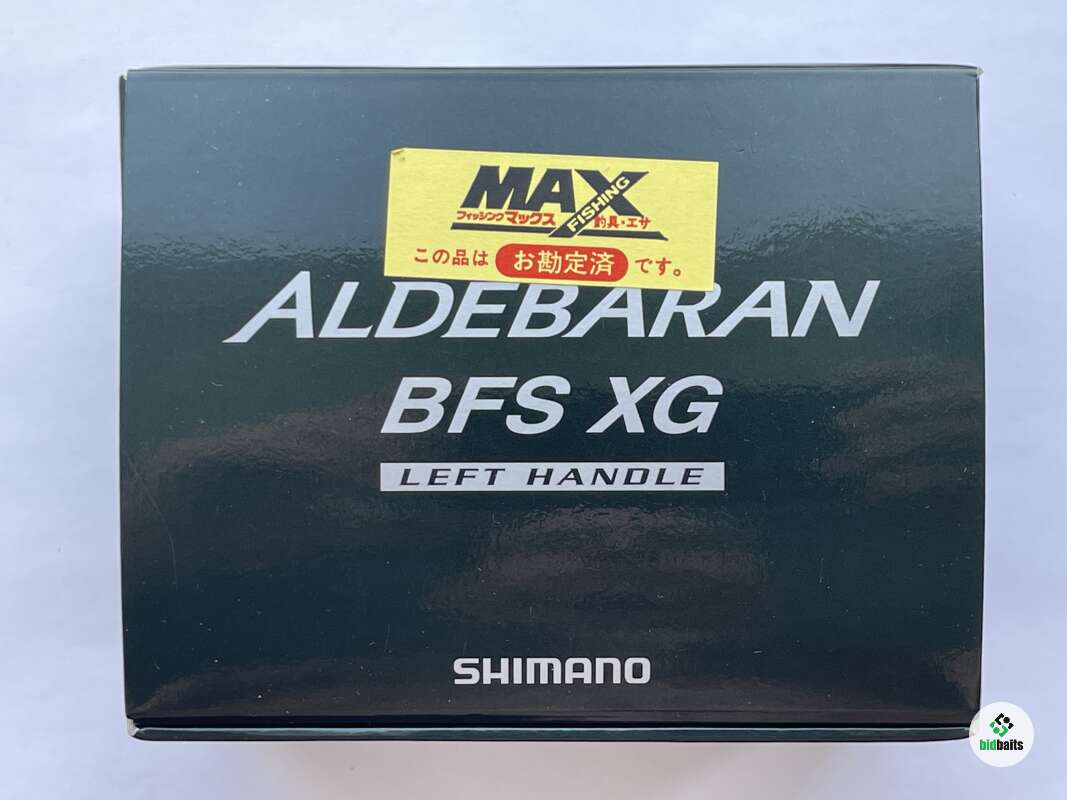 MAX
FISHING
フィッシングマックス 釣具・エサ
この品は お勘定済 です。
ALDEBARAN
BFS XG
LEFT HANDLE
SHIMANO
bidbaits